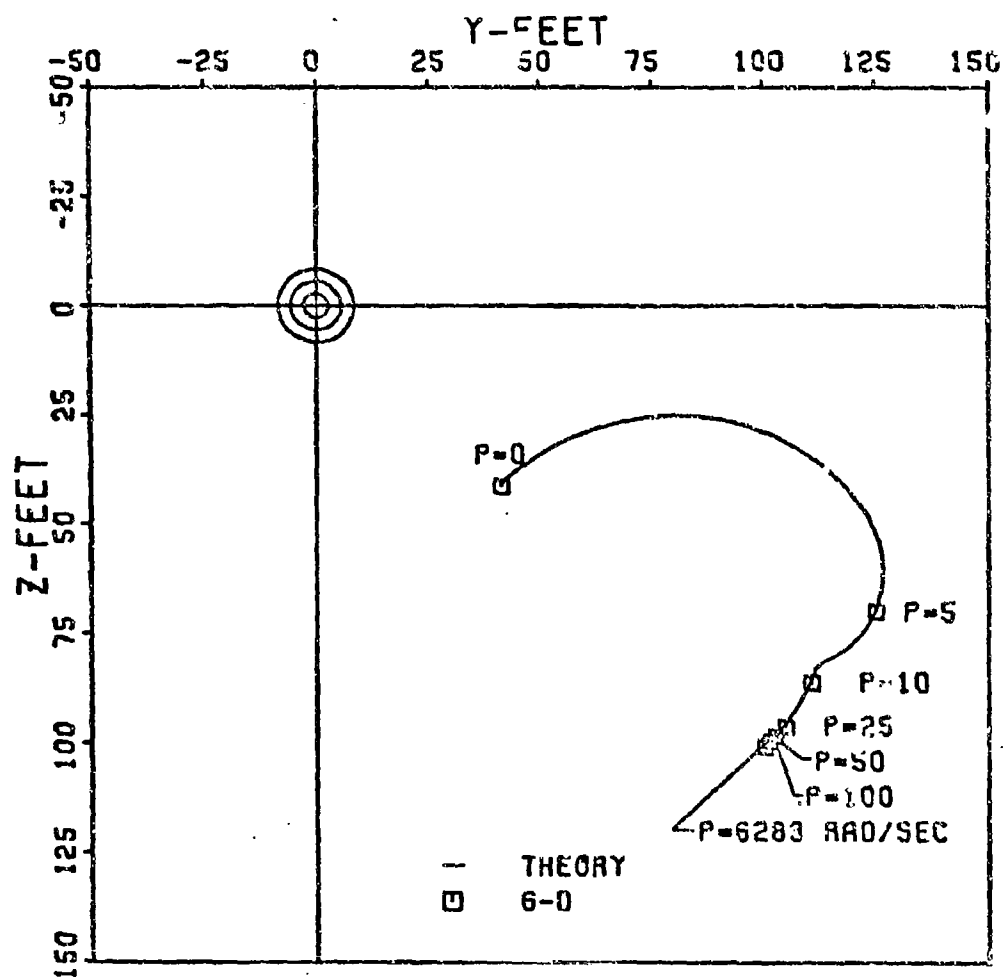 Y-FEET
-50 -25 0 25 50 75 100 125 150
-50
-25
0
25
50
75
100
125
150
Z-FEET
P=0
P=5
P=10
P=25
P=50
P=100
P=6283 RAD/SEC
— THEORY
6-D